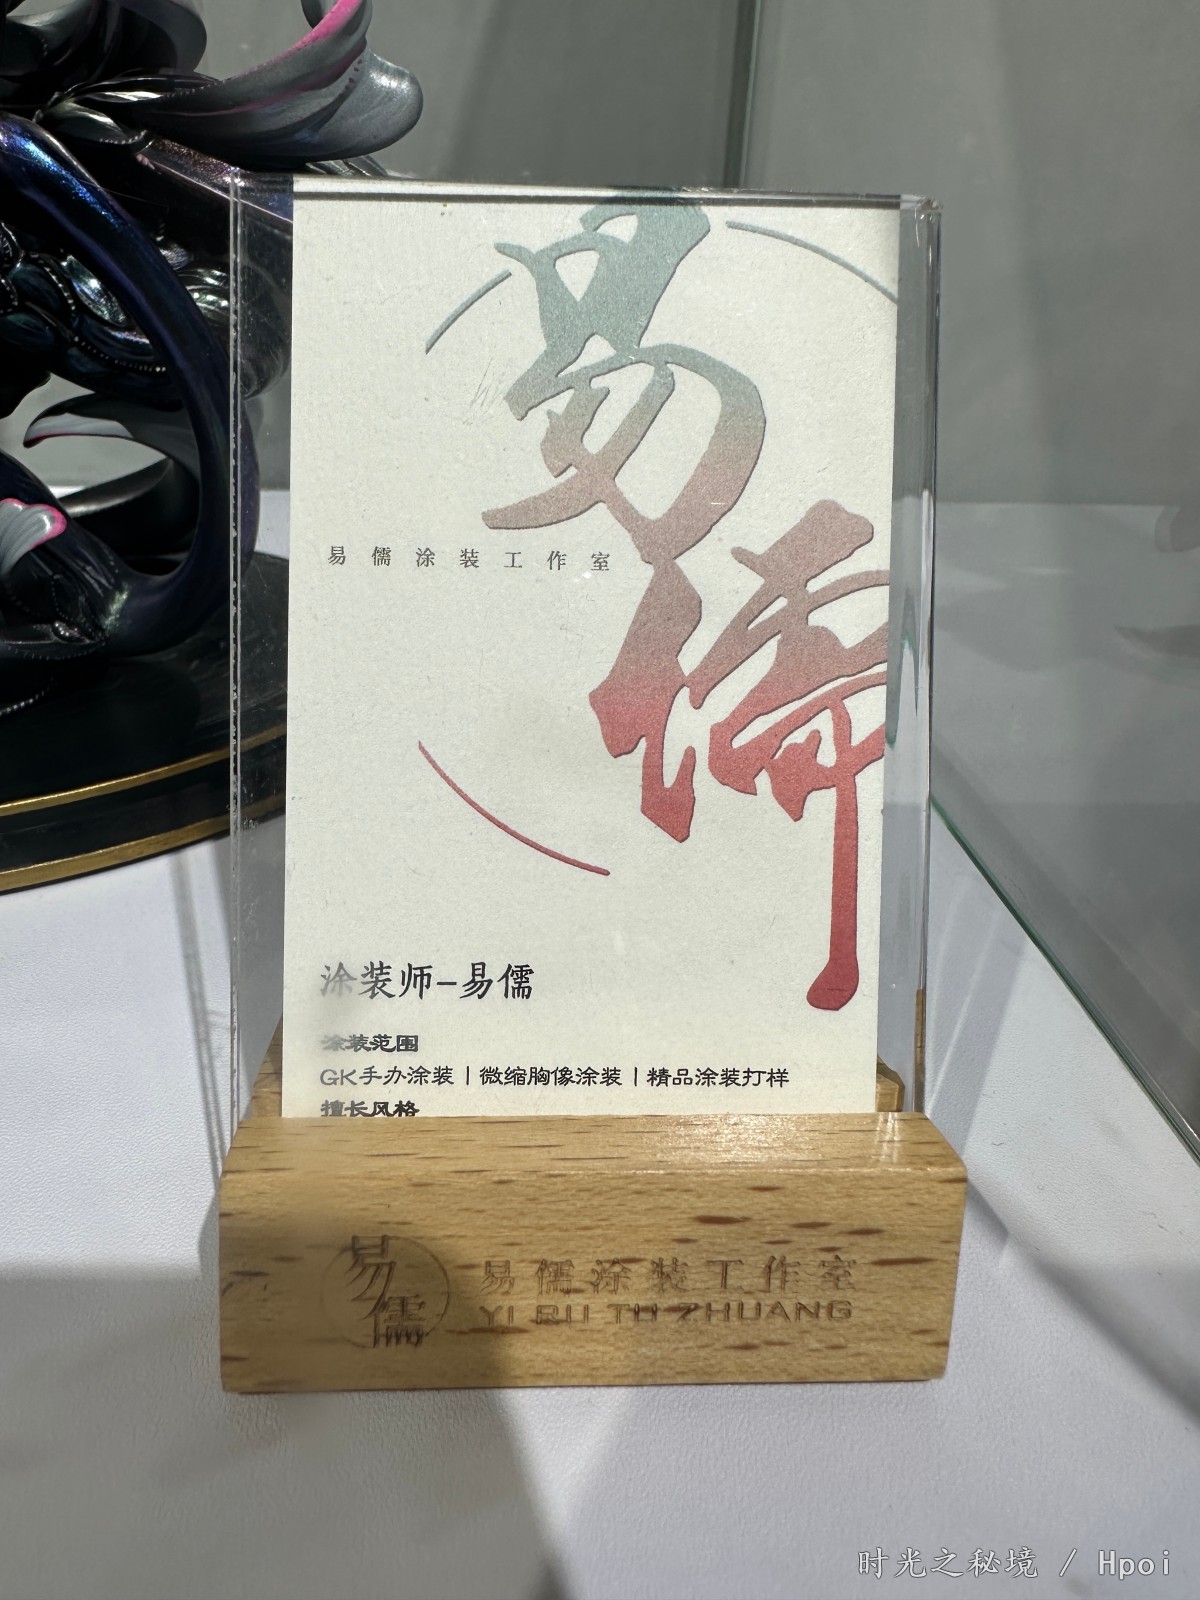 易儒
易儒涂装工作室
涂装师-易儒
涂装范围
GK手办涂装 | 微缩胸像涂装 | 精品涂装打样
擅长风格
易儒
易儒涂装工作室
YI RU TU ZHUANG
时光之秘境 / Hpoi